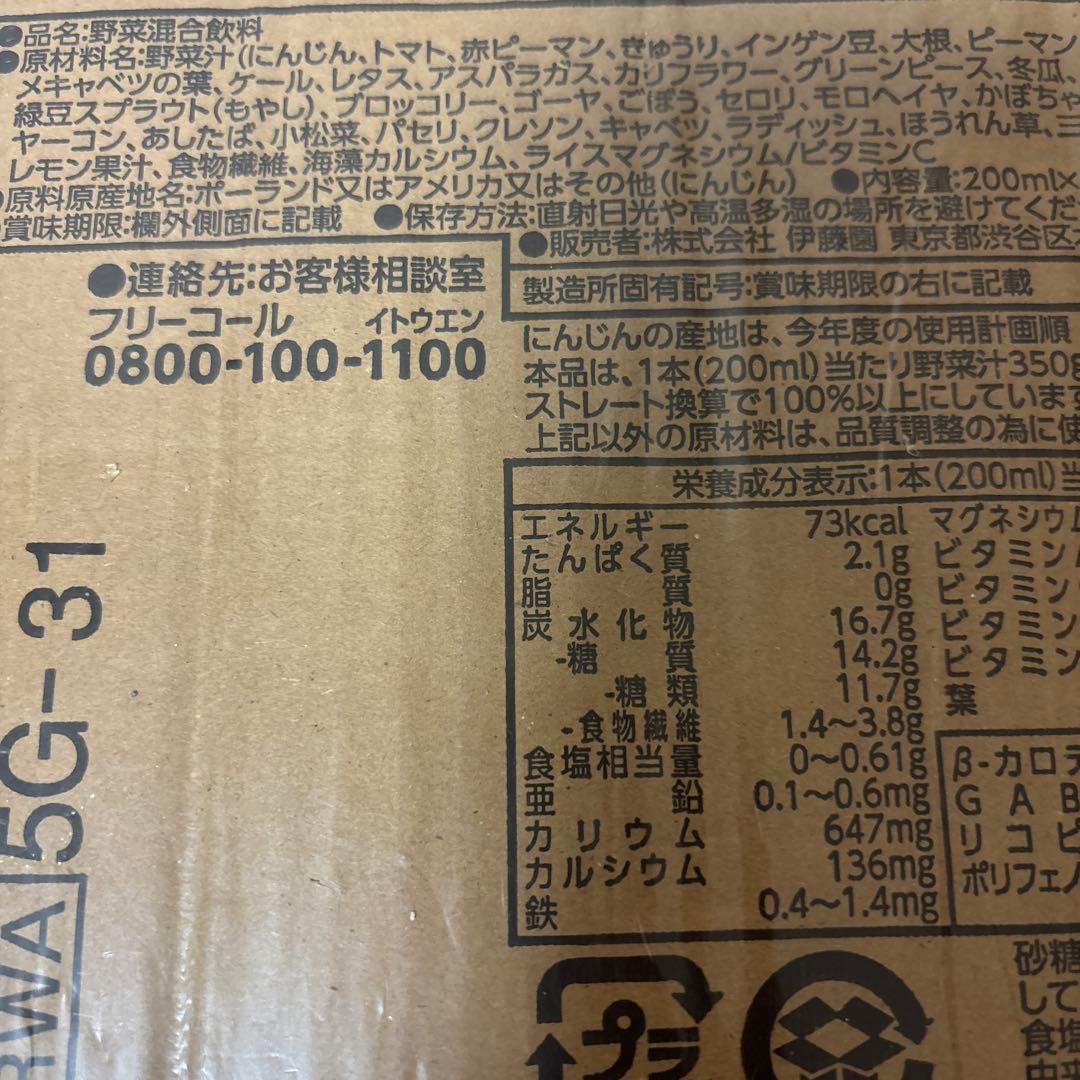 ●品名:野菜混合飲料
●原材料名:野菜汁(にんじん、トマト、赤ピーマン、きゅうり、インゲン豆、大根、ピーマン
メキャベツの葉、ケール、レタス、アスパラガス、カリフラワー、グリーンピース、冬瓜、
緑豆スプラウト(もやし)、ブロッコリー、ゴーヤ、ごぼう、セロリ、モロヘイヤ、かぼちゃ
ヤーコン、あしたば、小松菜、パセリ、クレソン、キャベツ、ラディッシュ、ほうれん草、三
レモン果汁、食物繊維、海藻カルシウム、ライスマグネシウム/ビタミンC
●原料原産地名:ポーランド又はアメリカ又はその他(にんじん) ●内容量:200ml×
賞味期限:欄外側面に記載 ●保存方法:直射日光や高温多湿の場所を避けてくだ
●販売者:株式会社 伊藤園 東京都渋谷区
●連絡先:お客様相談室
フリーコール イトウエン
0800-100-1100
製造所固有記号:賞味期限の右に記載
にんじんの産地は、今年度の使用計画順
本品は、1本(200ml)当たり野菜汁350g
ストレート換算で100%以上にしています
上記以外の原材料は、品質調整の為に使
栄養成分表示:1本(200ml)当
エネルギー 73kcal マグネシウム
たんぱく質 2.1g ビタミン
脂質 0g ビタミン
炭水化物 16.7g ビタミン
-糖質 14.2g ビタミン
-糖類 11.7g 葉
-食物繊維 1.4〜3.8g
食塩相当量 0〜0.61g β-カロテ
亜鉛 0.1〜0.6mg GAB
カリウム 647mg リコピ
カルシウム 136mg ポリフェノ
鉄 0.4〜1.4mg
5G-31
RWA
プラ
砂糖
して
食塩